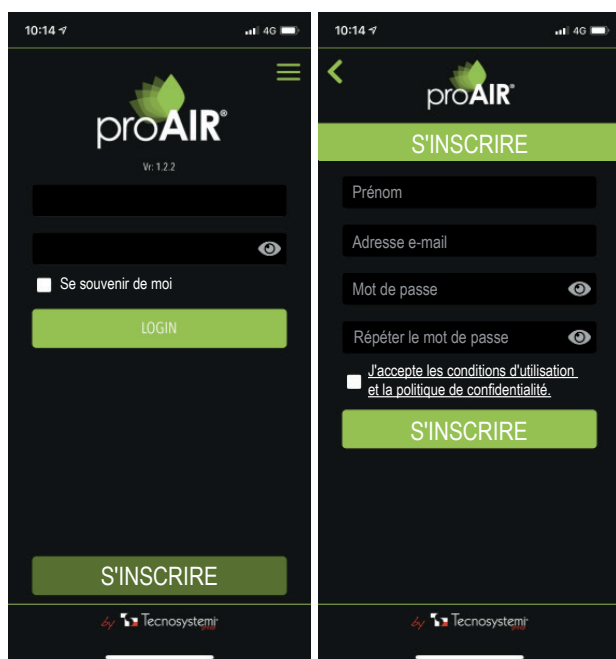 10:14
4G
proAIR®
Vr: 1.2.2
Se souvenir de moi
LOGIN
S'INSCRIRE
by Tecnosystemi
10:14
4G
proAIR®
S'INSCRIRE
Prénom
Adresse e-mail
Mot de passe
Répéter le mot de passe
J'accepte les conditions d'utilisation
et la politique de confidentialité.
S'INSCRIRE
by Tecnosystemi